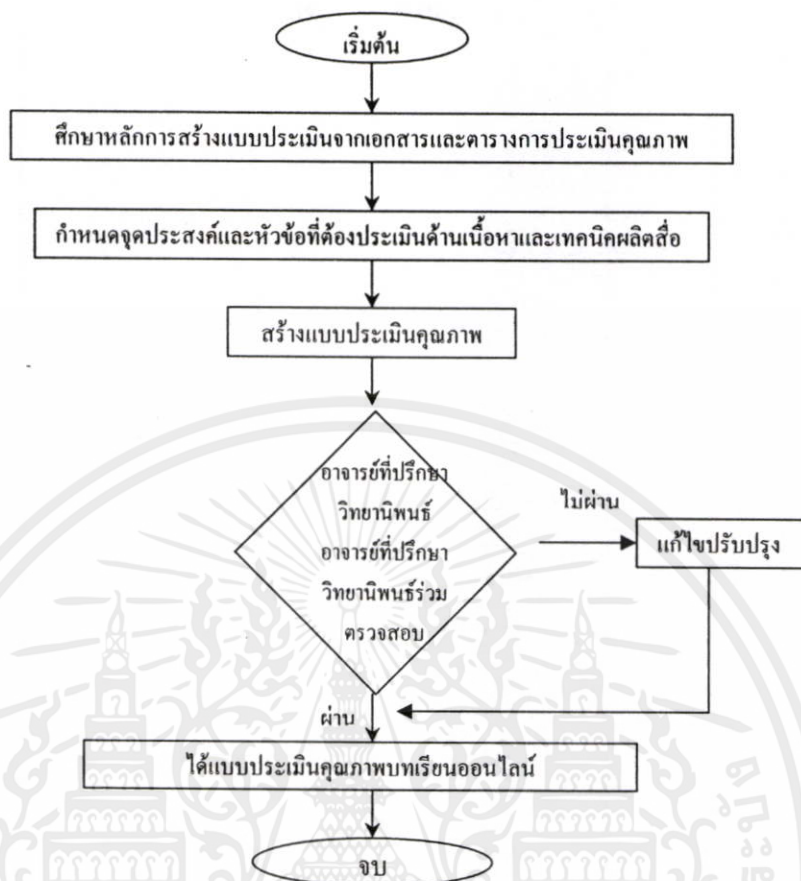 เริ่มต้น
ศึกษาหลักการสร้างแบบประเมินจากเอกสารและตารางการประเมินคุณภาพ
กำหนดจุดประสงค์และหัวข้อที่ต้องประเมินด้านเนื้อหาและเทคนิคผลิตสื่อ
สร้างแบบประเมินคุณภาพ
อาจารย์ที่ปรึกษา
วิทยานิพนธ์
อาจารย์ที่ปรึกษา
วิทยานิพนธ์ร่วม
ตรวจสอบ
ไม่ผ่าน
แก้ไขปรับปรุง
ผ่าน
ได้แบบประเมินคุณภาพบทเรียนออนไลน์
จบ